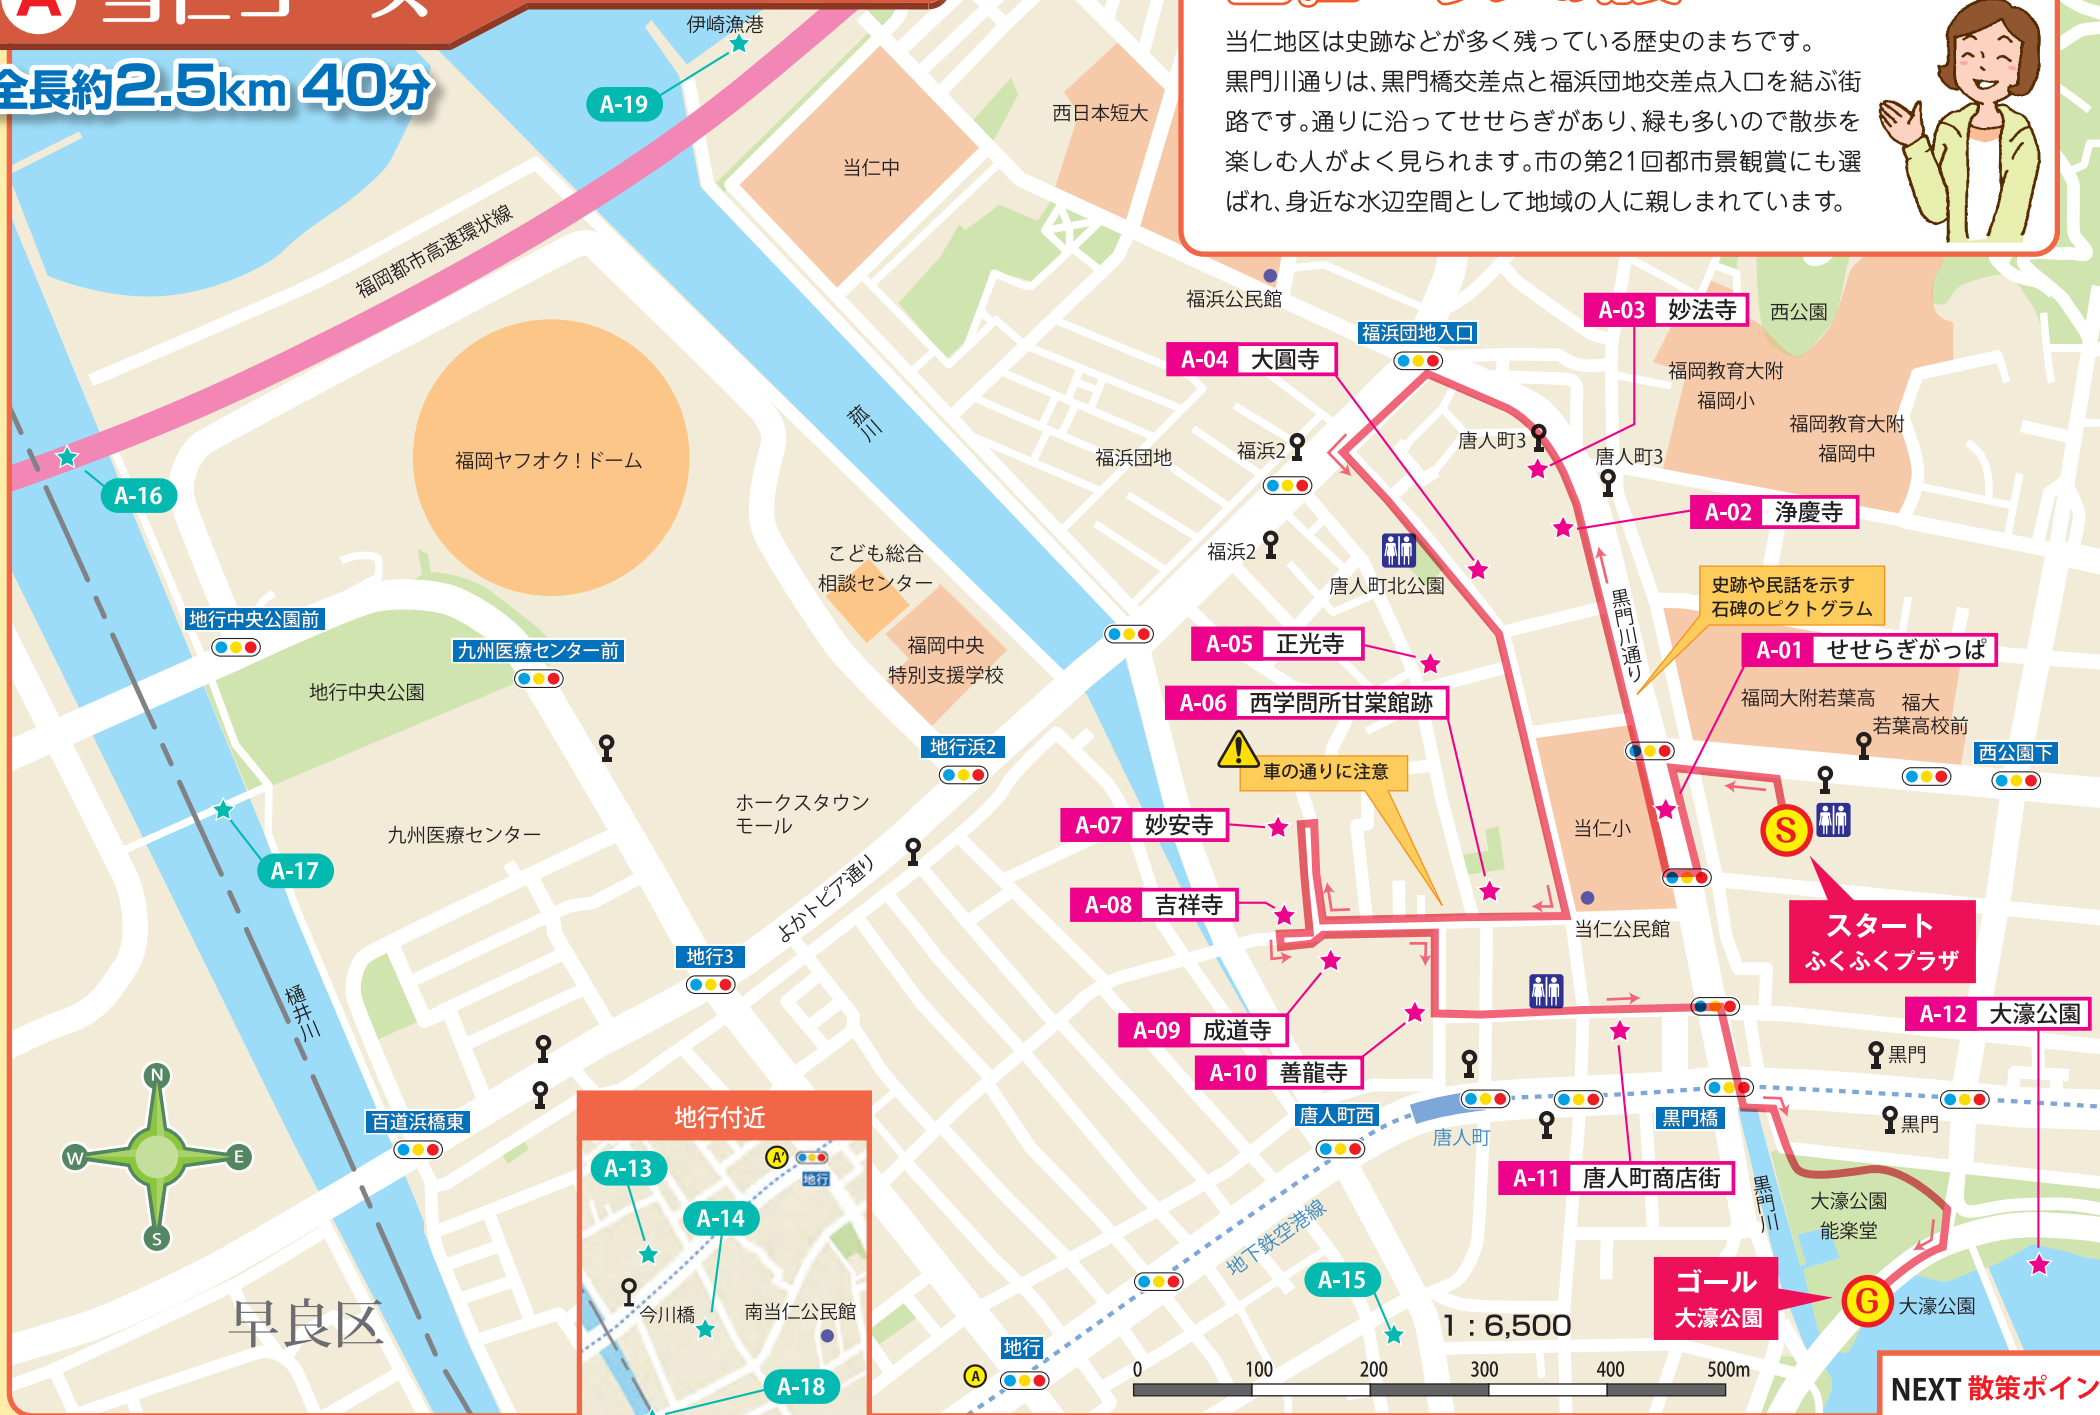 A 当仁コース
全長約2.5km 40分
当仁地区は史跡などが多く残っている歴史のまちです。
黒門川通りは、黒門橋交差点と福浜団地交差点入口を結ぶ街
路です。通りに沿ってせせらぎがあり、緑も多いので散歩を
楽しむ人がよく見られます。市の第21回都市景観賞にも選
ばれ、身近な水辺空間として地域の人に親しまれています。
伊崎漁港
A-19
西日本短大
当仁中
福岡都市高速環状線
福浜公民館
福浜団地入口
A-03 妙法寺
西公園
A-04 大圓寺
福岡教育大附
福岡小
福岡教育大附
福岡中
菰川
福岡ヤフオク!ドーム
福浜団地
福浜2
唐人町3
唐人町3
A-16
A-02 浄慶寺
福浜2
こども総合
相談センター
唐人町北公園
史跡や民話を示す
石碑のピクトグラム
黒門川通り
地行中央公園前
九州医療センター前
福岡中央
特別支援学校
A-05 正光寺
A-01 せせらぎがっぱ
地行中央公園
A-06 西学問所甘棠館跡
福岡大附若葉高
福大
若葉高校前
地行浜2
西公園下
車の通りに注意
ホークスタウン
モール
九州医療センター
A-07 妙安寺
当仁小
S
A-17
よかトピア通り
A-08 吉祥寺
当仁公民館
スタート
ふくふくプラザ
地行3
樋井川
A-09 成道寺
A-12 大濠公園
A-10 善龍寺
黒門
N
W
E
S
百道浜橋東
地行付近
唐人町西
唐人町
黒門橋
黒門
A-13
A'
地行
A-11 唐人町商店街
A-14
黒門川
大濠公園
能楽堂
地下鉄空港線
A-15
ゴール
大濠公園
G
大濠公園
今川橋
南当仁公民館
早良区
1：6,500
A
地行
0 100 200 300 400 500m
A-18
NEXT 散策ポイン